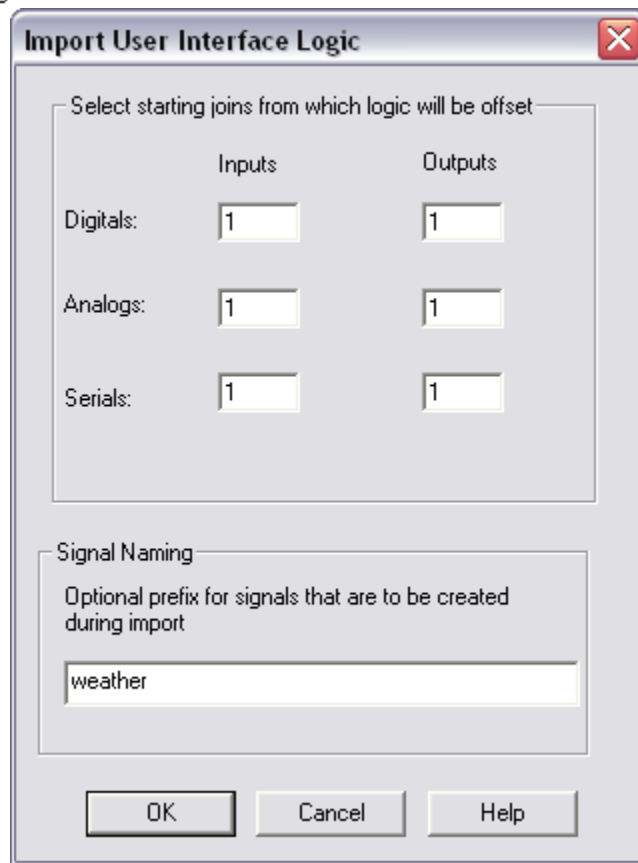 Import User Interface Logic
Select starting joins from which logic will be offset
Inputs Outputs
Digitals: 1 1
Analogs: 1 1
Serials: 1 1
Signal Naming
Optional prefix for signals that are to be created
during import
weather
OK Cancel Help